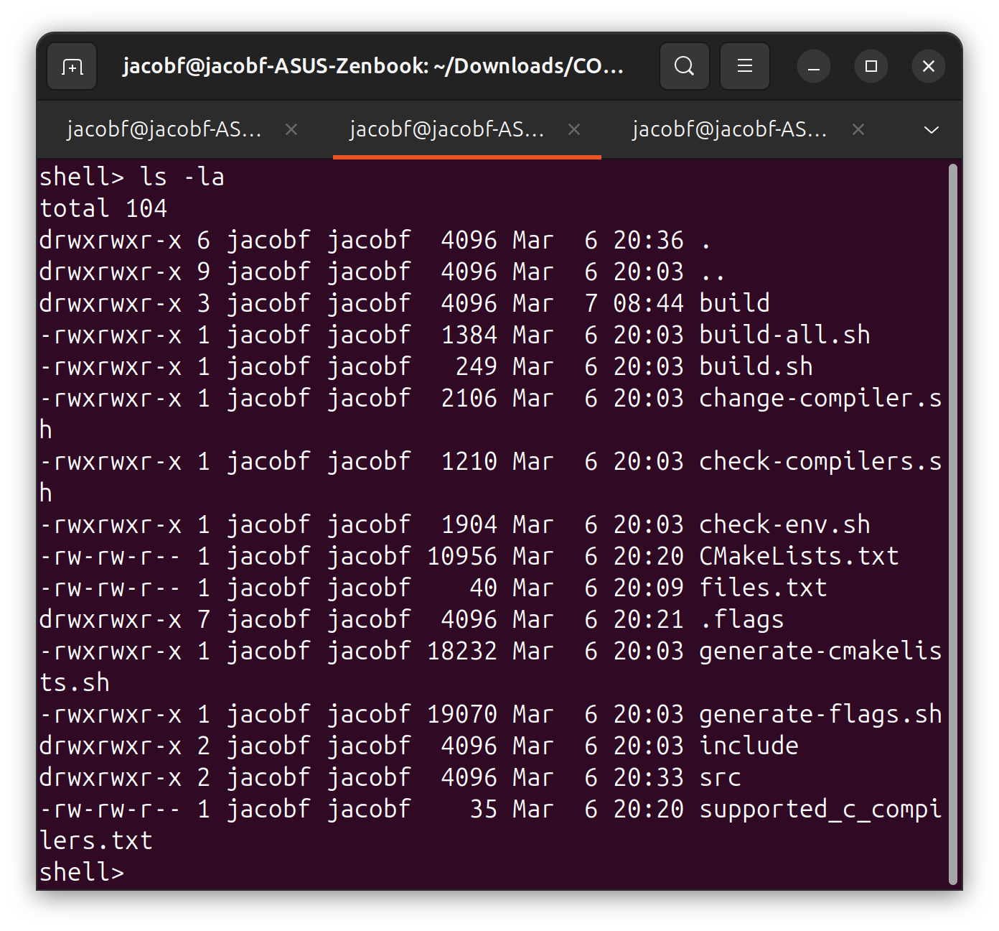 jacobf@jacobf-ASUS-Zenbook: ~/Downloads/CO...
jacobf@jacobf-AS... jacobf@jacobf-AS... jacobf@jacobf-AS...
shell> ls -la
total 104
drwxrwxr-x 6 jacobf jacobf  4096 Mar  6 20:36 .
drwxrwxr-x 9 jacobf jacobf  4096 Mar  6 20:03 ..
drwxrwxr-x 3 jacobf jacobf  4096 Mar  7 08:44 build
-rwxrwxr-x 1 jacobf jacobf  1384 Mar  6 20:03 build-all.sh
-rwxrwxr-x 1 jacobf jacobf   249 Mar  6 20:03 build.sh
-rwxrwxr-x 1 jacobf jacobf  2106 Mar  6 20:03 change-compiler.s
h
-rwxrwxr-x 1 jacobf jacobf  1210 Mar  6 20:03 check-compilers.s
h
-rwxrwxr-x 1 jacobf jacobf  1904 Mar  6 20:03 check-env.sh
-rw-rw-r-- 1 jacobf jacobf 10956 Mar  6 20:20 CMakeLists.txt
-rw-rw-r-- 1 jacobf jacobf    40 Mar  6 20:09 files.txt
drwxrwxr-x 7 jacobf jacobf  4096 Mar  6 20:21 .flags
-rwxrwxr-x 1 jacobf jacobf 18232 Mar  6 20:03 generate-cmakelis
ts.sh
-rwxrwxr-x 1 jacobf jacobf 19070 Mar  6 20:03 generate-flags.sh
drwxrwxr-x 2 jacobf jacobf  4096 Mar  6 20:03 include
drwxrwxr-x 2 jacobf jacobf  4096 Mar  6 20:33 src
-rw-rw-r-- 1 jacobf jacobf    35 Mar  6 20:20 supported_c_compi
lers.txt
shell>